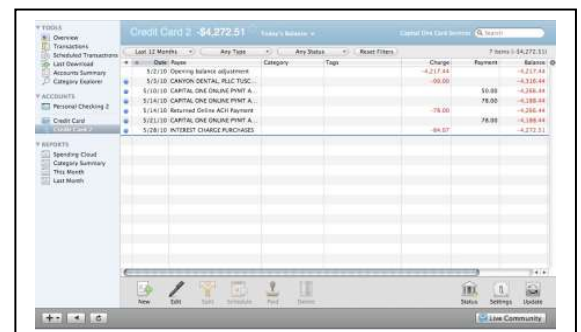 TOOLS
Overview
Transactions
Scheduled Transactions
Last Download
Accounts Summary
Category Explorer
ACCOUNTS
Personal Checking 2
Credit Card
Credit Card 2
REPORTS
Spending Cloud
Category Summary
This Month
Last Month
Credit Card 2 -$4,272.51 Today's Balance Capital One Card Services Search
Last 12 Months Any Type Any Status Reset Filters 7 Items (-$4,272.51)
Date Payee Category Tags Charge Payment Balance
5/2/10 Opening balance adjustment -4,217.44 -4,217.44
5/3/10 CANYON DENTAL, PLLC TUSC... -99.00 -4,316.44
5/10/10 CAPITAL ONE ONLINE PYMT A... 50.00 -4,266.44
5/14/10 CAPITAL ONE ONLINE PYMT A... 78.00 -4,188.44
5/14/10 Returned Online ACH Payment -78.00 -4,266.44
5/21/10 CAPITAL ONE ONLINE PYMT A... 78.00 -4,188.44
5/28/10 INTEREST CHARGE PURCHASES -84.07 -4,272.51
New Edit Split Schedule Find Delete Status Settings Update
Live Community